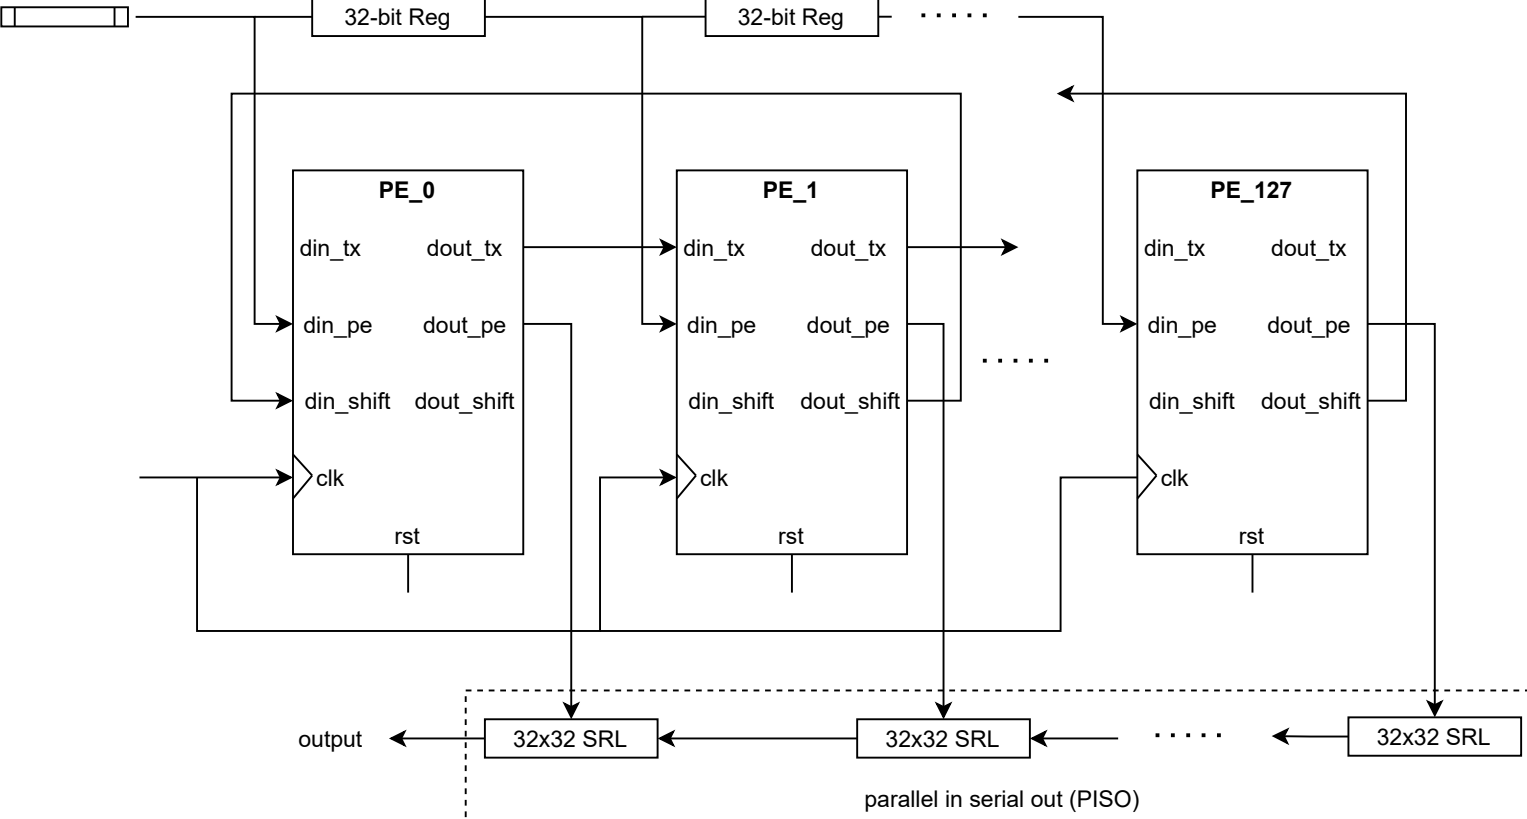 32-bit Reg
32-bit Reg
. . . . .
PE_0
din_tx
dout_tx
din_pe
dout_pe
din_shift
dout_shift
clk
rst
PE_1
din_tx
dout_tx
din_pe
dout_pe
din_shift
dout_shift
clk
rst
. . . . .
PE_127
din_tx
dout_tx
din_pe
dout_pe
din_shift
dout_shift
clk
rst
output
32x32 SRL
32x32 SRL
. . . . .
32x32 SRL
parallel in serial out (PISO)